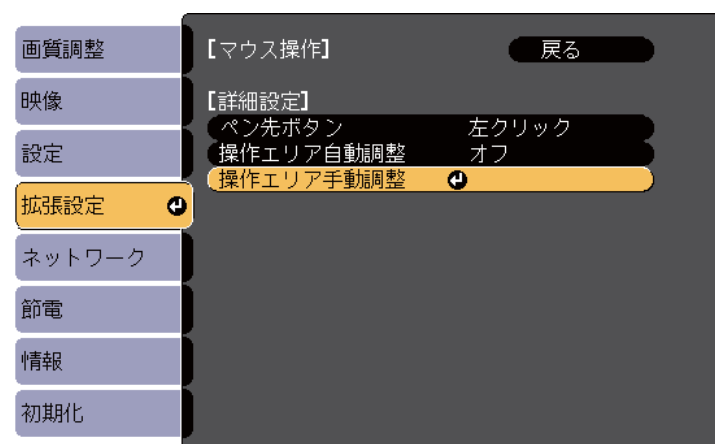 画質調整
映像
設定
拡張設定
ネットワーク
節電
情報
初期化
【マウス操作】 戻る
【詳細設定】
ペン先ボタン 左クリック
操作エリア自動調整 オフ
操作エリア手動調整